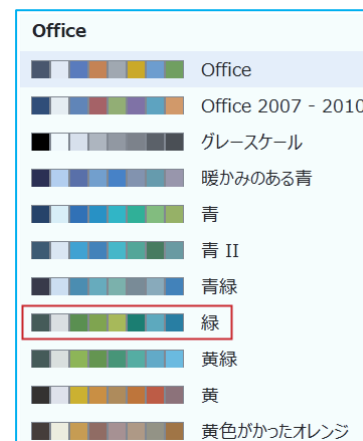 Office
Office
Office 2007 - 2010
グレースケール
暖かみのある青
青
青 II
青緑
緑
黄緑
黄
黄色がかったオレンジ